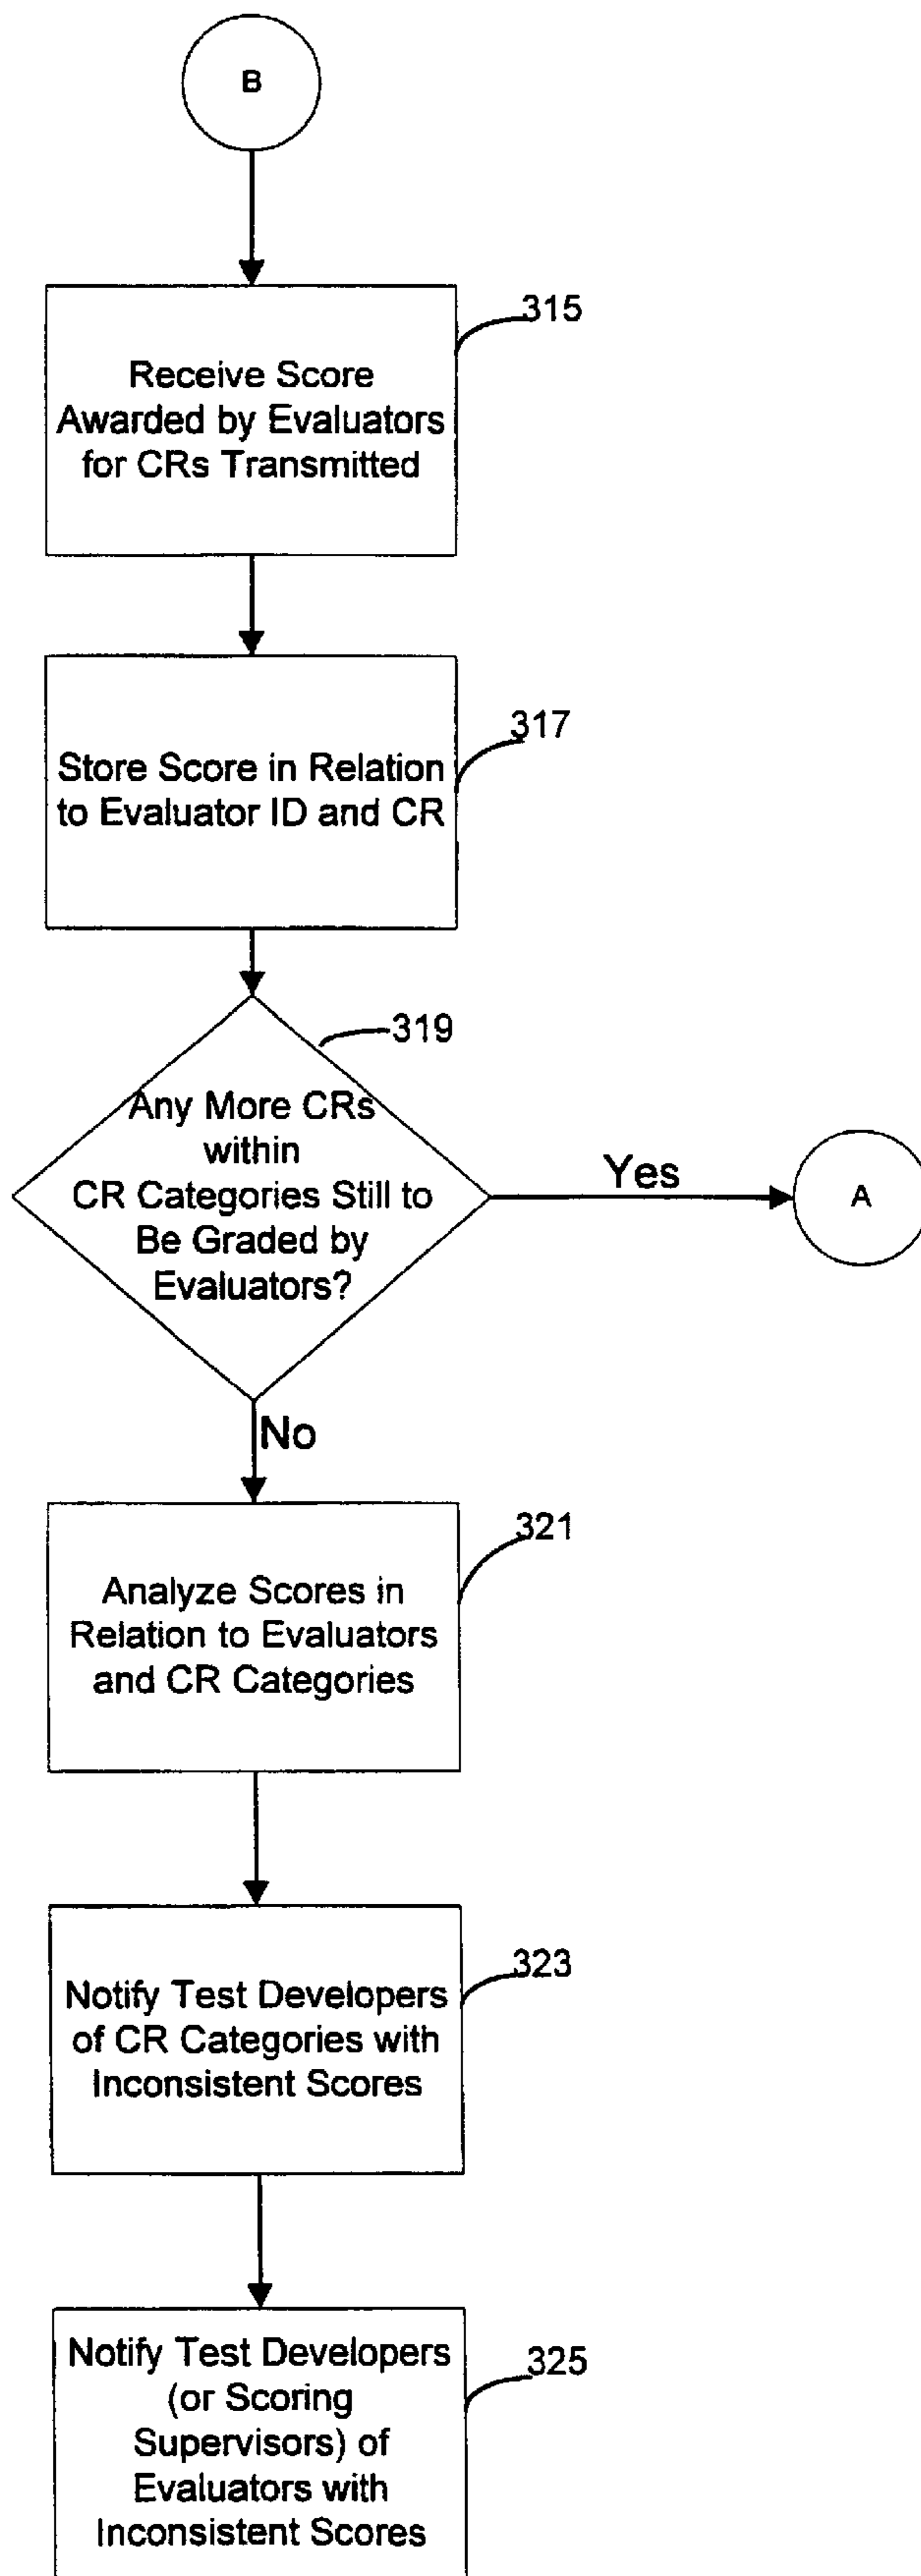 B
315
Receive Score
Awarded by Evaluators
for CRs Transmitted
317
Store Score in Relation
to Evaluator ID and CR
319
Any More CRs
within
CR Categories Still to
Be Graded by
Evaluators?
Yes
A
No
321
Analyze Scores in
Relation to Evaluators
and CR Categories
323
Notify Test Developers
of CR Categories with
Inconsistent Scores
325
Notify Test Developers
(or Scoring
Supervisors) of
Evaluators with
Inconsistent Scores